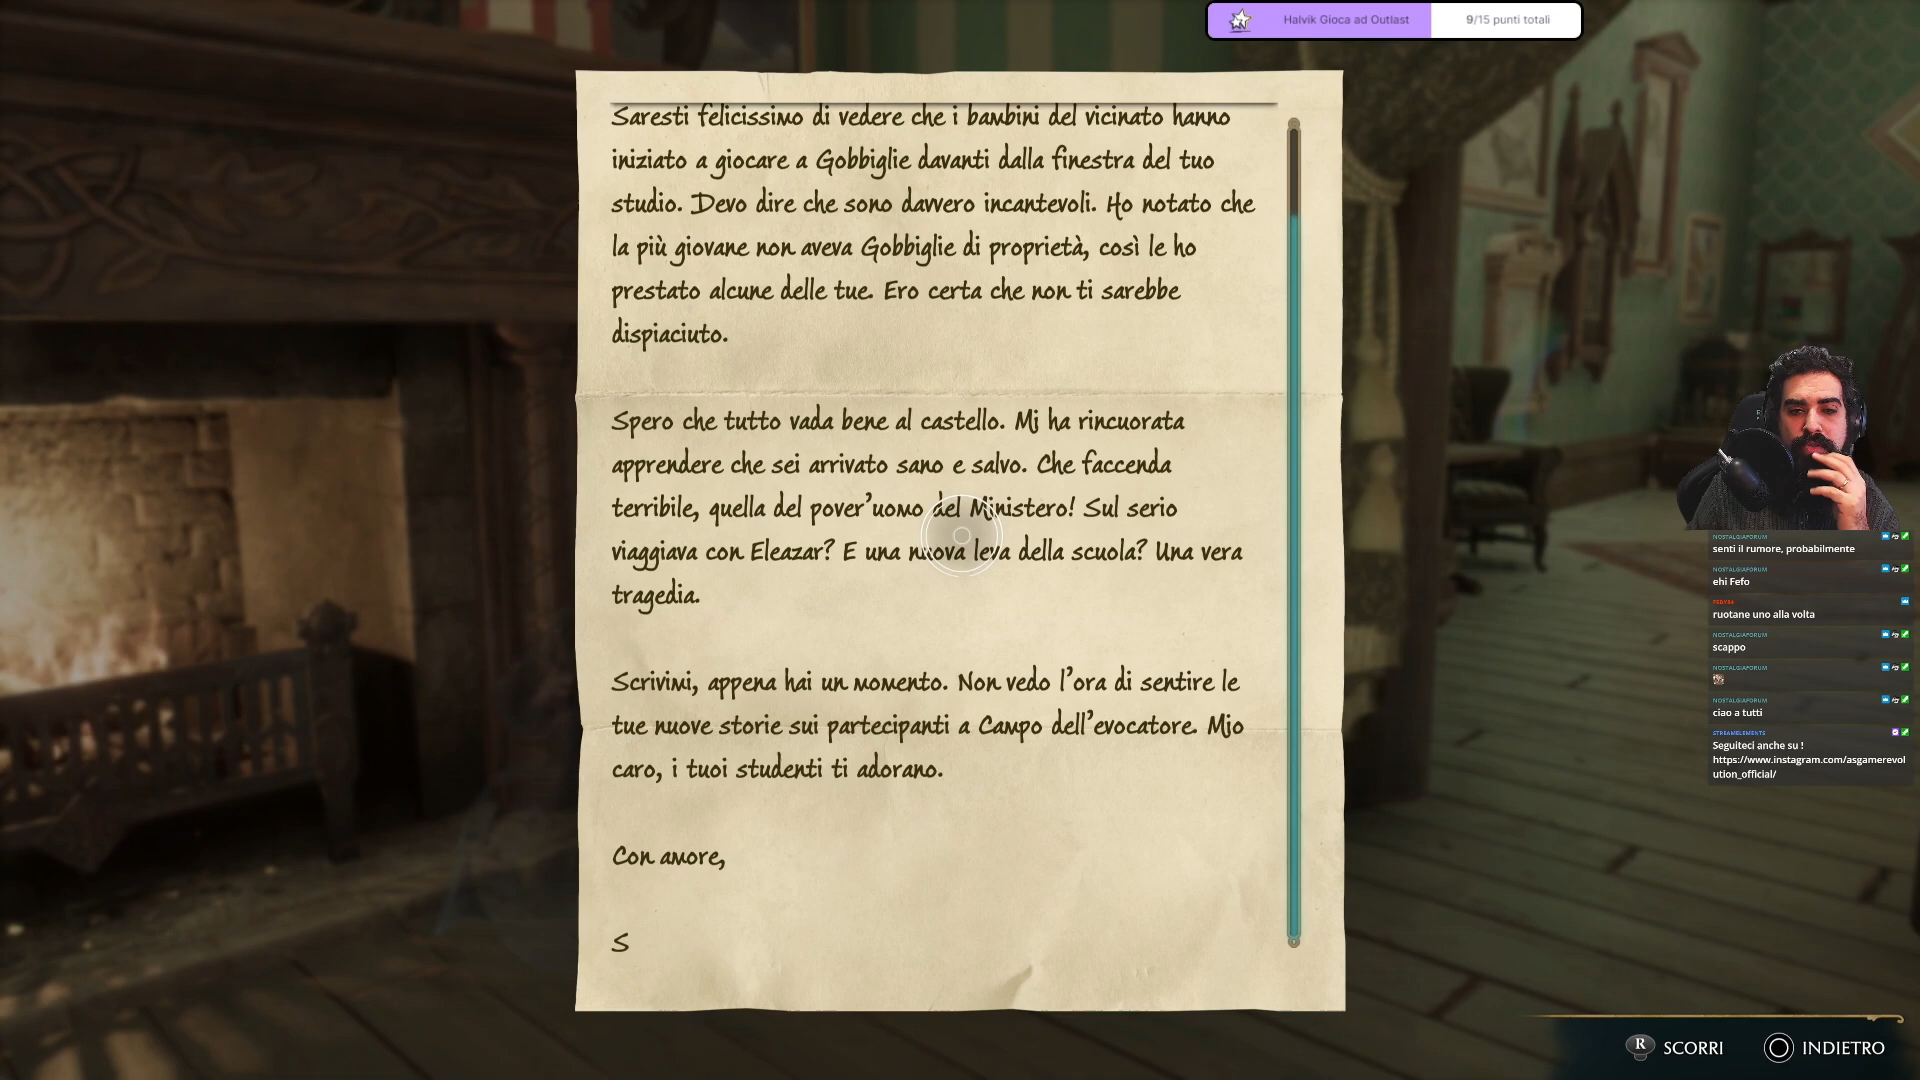 Halvik Gioca ad Outlast
9/15 punti totali
Saresti felicissimo di vedere che i bambini del vicinato hanno
iniziato a giocare a Gobbiglie davanti dalla finestra del tuo
studio. Devo dire che sono davvero incantevoli. Ho notato che
la più giovane non aveva Gobbiglie di proprietà, così le ho
prestato alcune delle tue. Ero certa che non ti sarebbe
dispiaciuto.
Spero che tutto vada bene al castello. Mi ha rincuorata
apprendere che sei arrivato sano e salvo. Che faccenda
terribile, quella del pover'uomo del Ministero! Sul serio
viaggiava con Eleazar? E una nuova leva della scuola? Una vera
tragedia.
Scrivimi, appena hai un momento. Non vedo l'ora di sentire le
tue nuove storie sui partecipanti a Campo dell'evocatore. Mio
caro, i tuoi studenti ti adorano.
Con amore,
S
NOSTALGIAFORUM
senti il rumore, probabilmente
NOSTALGIAFORUM
ehi Fefo
ruotane uno alla volta
NOSTALGIAFORUM
scappo
NOSTALGIAFORUM
NOSTALGIAFORUM
ciao a tutti
STREAMELEMENTS
Seguiteci anche su !
https://www.instagram.com/asgamerevol
ution_official/
R SCORRI
INDIETRO